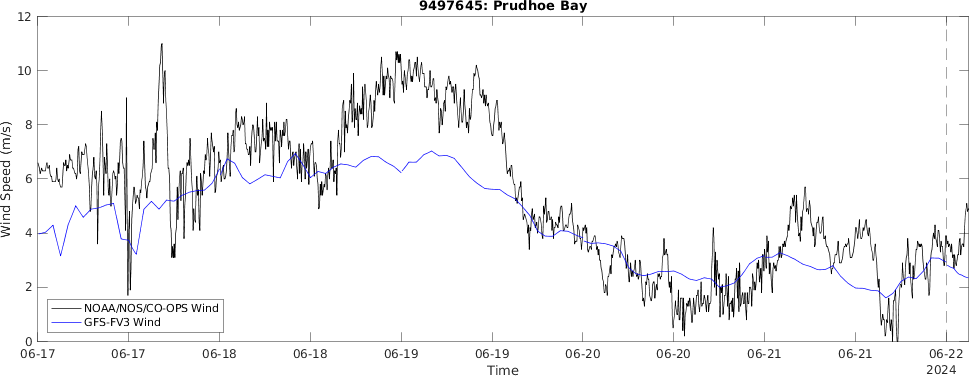 9497645: Prudhoe Bay
12
10
8
6
4
2
0
Wind Speed (m/s)
NOAA/NOS/CO-OPS Wind
GFS-FV3 Wind
06-17 06-17 06-18 06-18 06-19 06-19 06-20 06-20 06-21 06-21 06-22
Time
2024